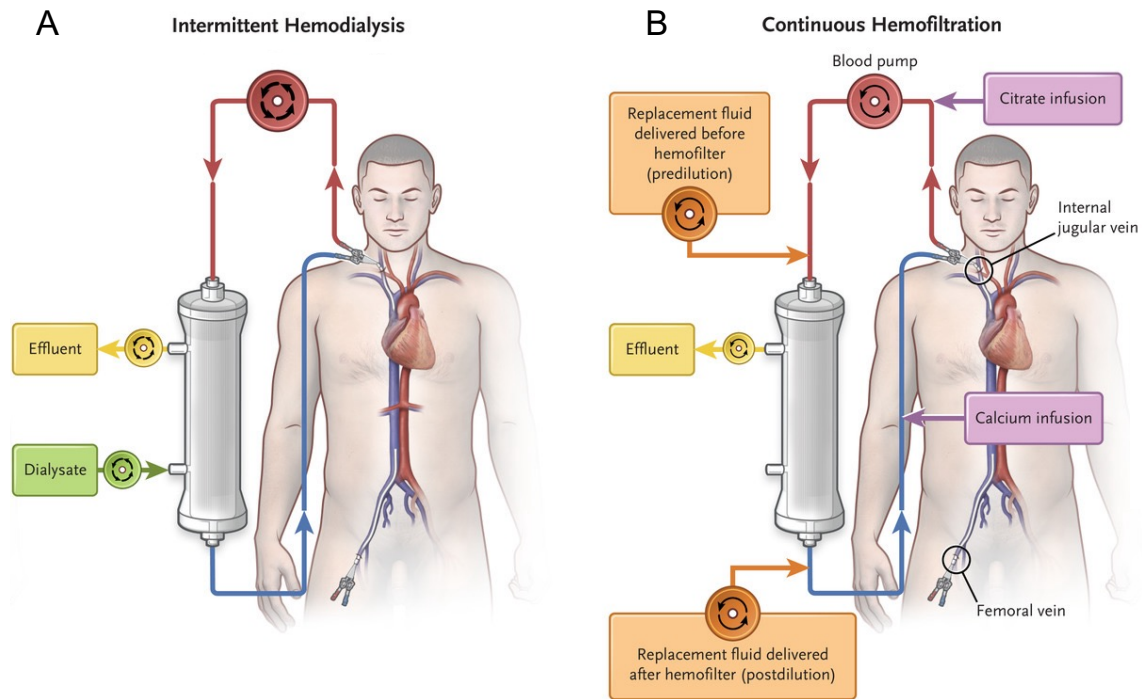 A
Intermittent Hemodialysis
Effluent
Dialysate
B
Continuous Hemofiltration
Blood pump
Citrate infusion
Replacement fluid
delivered before
hemofilter
(predilution)
Internal
jugular vein
Effluent
Calcium infusion
Femoral vein
Replacement fluid delivered
after hemofilter (postdilution)